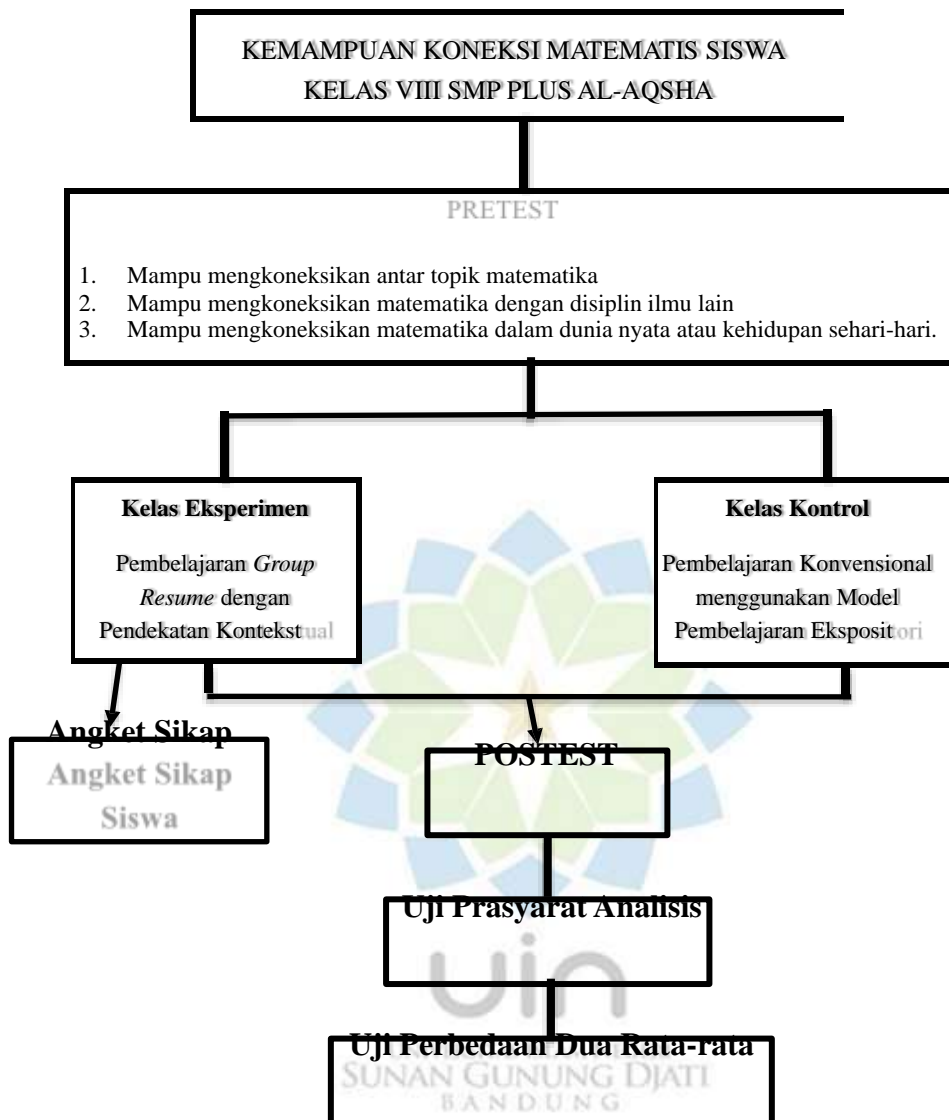 KEMAMPUAN KONEKSI MATEMATIS SISWA
KELAS VIII SMP PLUS AL-AQSHA
PRETEST
1. Mampu mengkoneksikan antar topik matematika
2. Mampu mengkoneksikan matematika dengan disiplin ilmu lain
3. Mampu mengkoneksikan matematika dalam dunia nyata atau kehidupan sehari-hari.
Kelas Eksperimen
Pembelajaran Group
Resume dengan
Pendekatan Kontekstual
Kelas Kontrol
Pembelajaran Konvensional
menggunakan Model
Pembelajaran Ekspositori
Angket Sikap
Angket Sikap
Siswa
POSTEST
Uji Prasyarat Analisis
uin
Uji Perbedaan Dua Rata-rata
SUNAN GUNUNG DJATI
BANDUNG